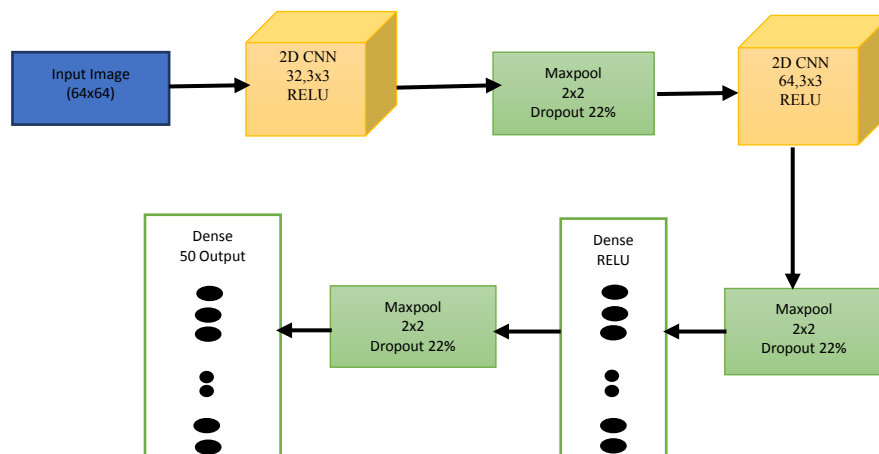 Input Image
(64x64)
2D CNN
32,3x3
RELU
Maxpool
2x2
Dropout 22%
2D CNN
64,3x3
RELU
Maxpool
2x2
Dropout 22%
Dense
RELU
Maxpool
2x2
Dropout 22%
Dense
50 Output